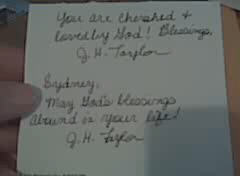 You are cherished &
loved by God! Blessings,
J.H. Taylor
Sydney,
May God's blessings
abound in your life!
J.H. Taylor